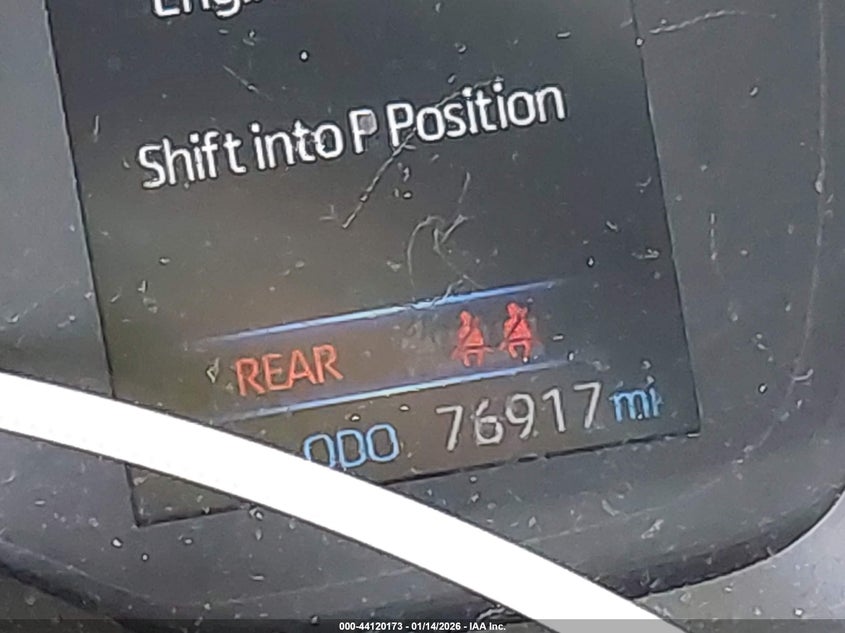 Shift into P Position
REAR
ODO 76917 mi
000-44120173 - 01/14/2026 - IAA Inc.